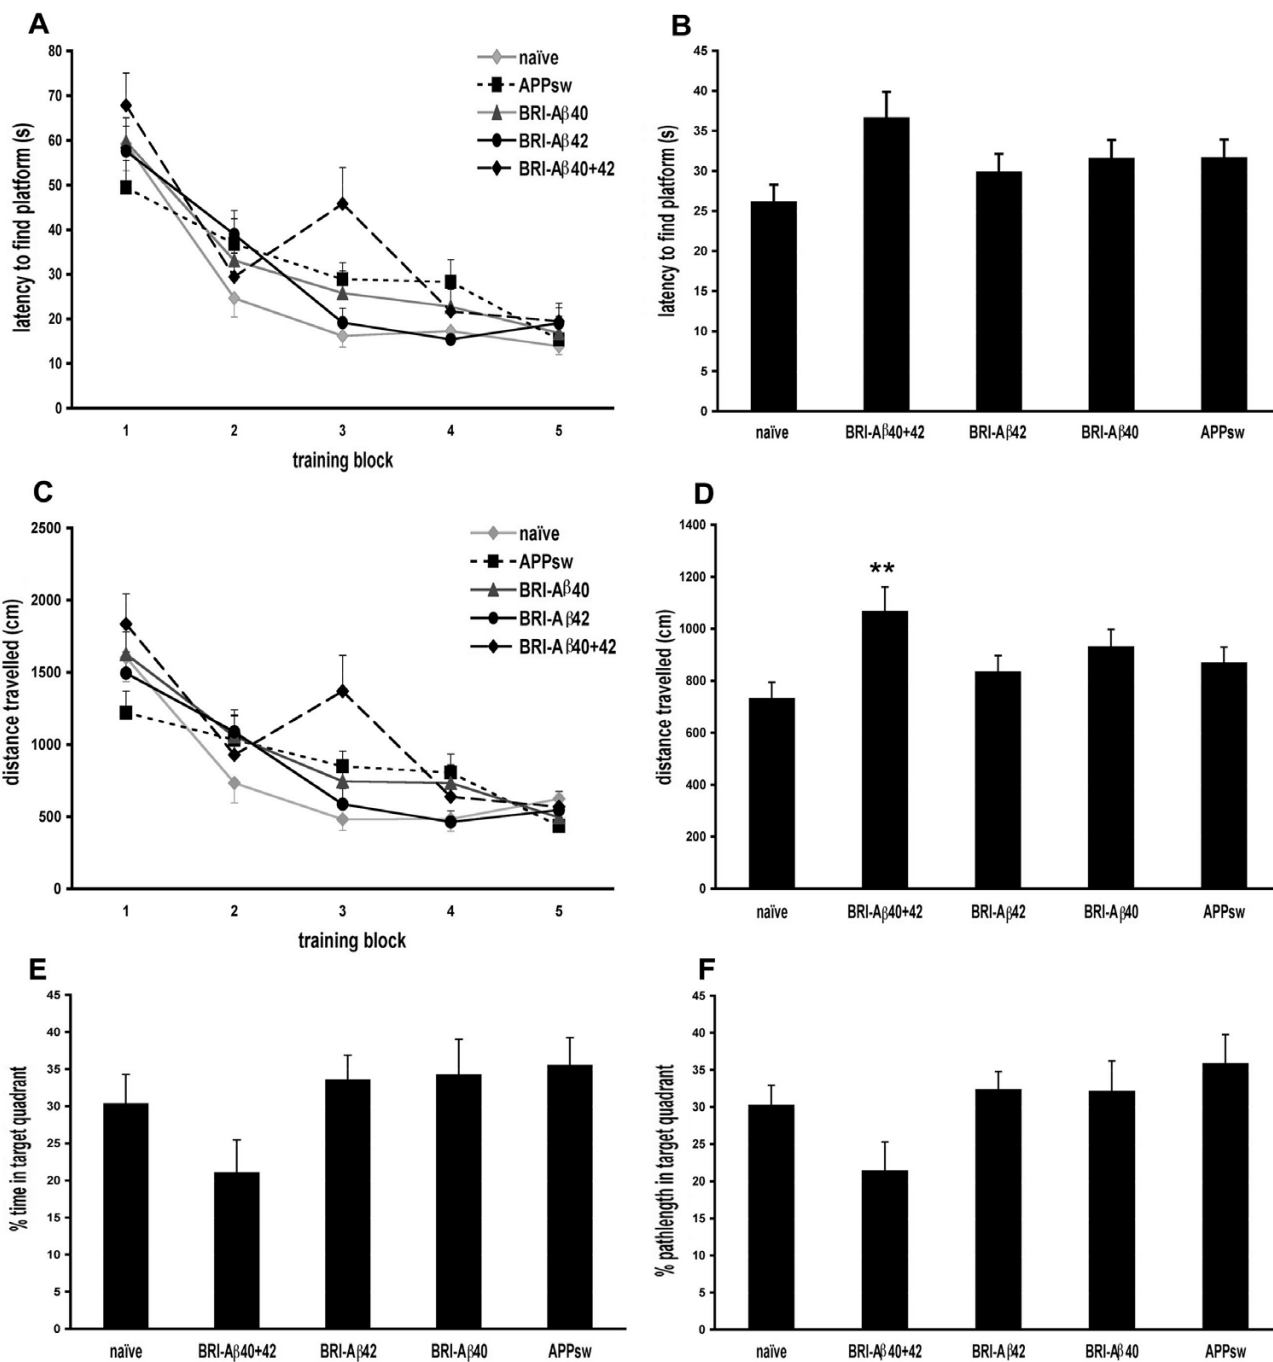 A
80
70
60
50
40
30
20
10
0
latency to find platform (s)
1 2 3 4 5
training block
naïve
APPsw
BRI-Aβ40
BRI-Aβ42
BRI-Aβ40+42
B
45
40
35
30
25
20
15
10
5
0
latency to find platform (s)
naïve BRI-Aβ40+42 BRI-Aβ42 BRI-Aβ40 APPsw
C
2500
2000
1500
1000
500
0
distance travelled (cm)
1 2 3 4 5
training block
naïve
APPsw
BRI-Aβ40
BRI-Aβ42
BRI-Aβ40+42
D
1400
1200
1000
800
600
400
200
0
distance travelled (cm)
**
naïve BRI-Aβ40+42 BRI-Aβ42 BRI-Aβ40 APPsw
E
45
40
35
30
25
20
15
10
5
0
% time in target quadrant
naïve BRI-Aβ40+42 BRI-Aβ42 BRI-Aβ40 APPsw
F
45
40
35
30
25
20
15
10
5
0
% pathlength in target quadrant
naïve BRI-Aβ40+42 BRI-Aβ42 BRI-Aβ40 APPsw